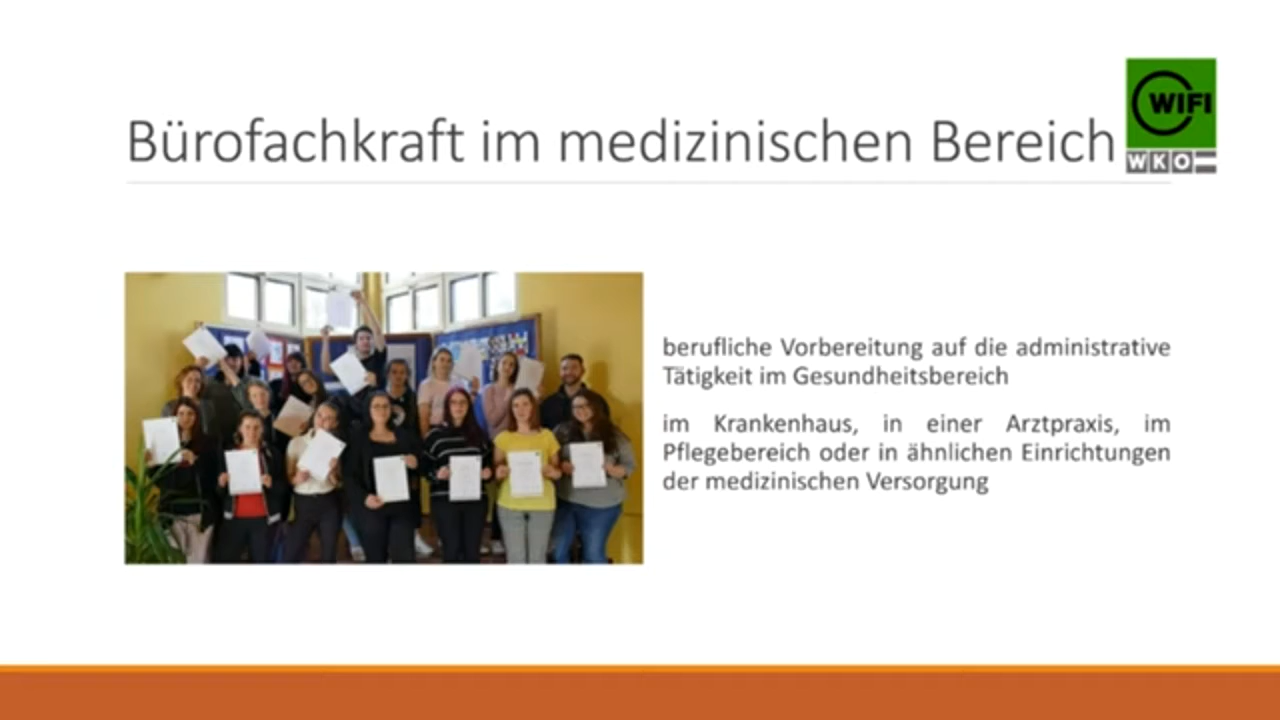 Bürofachkraft im medizinischen Bereich
WIFI
WKO
berufliche Vorbereitung auf die administrative
Tätigkeit im Gesundheitsbereich
im Krankenhaus, in einer Arztpraxis, im
Pflegebereich oder in ähnlichen Einrichtungen
der medizinischen Versorgung